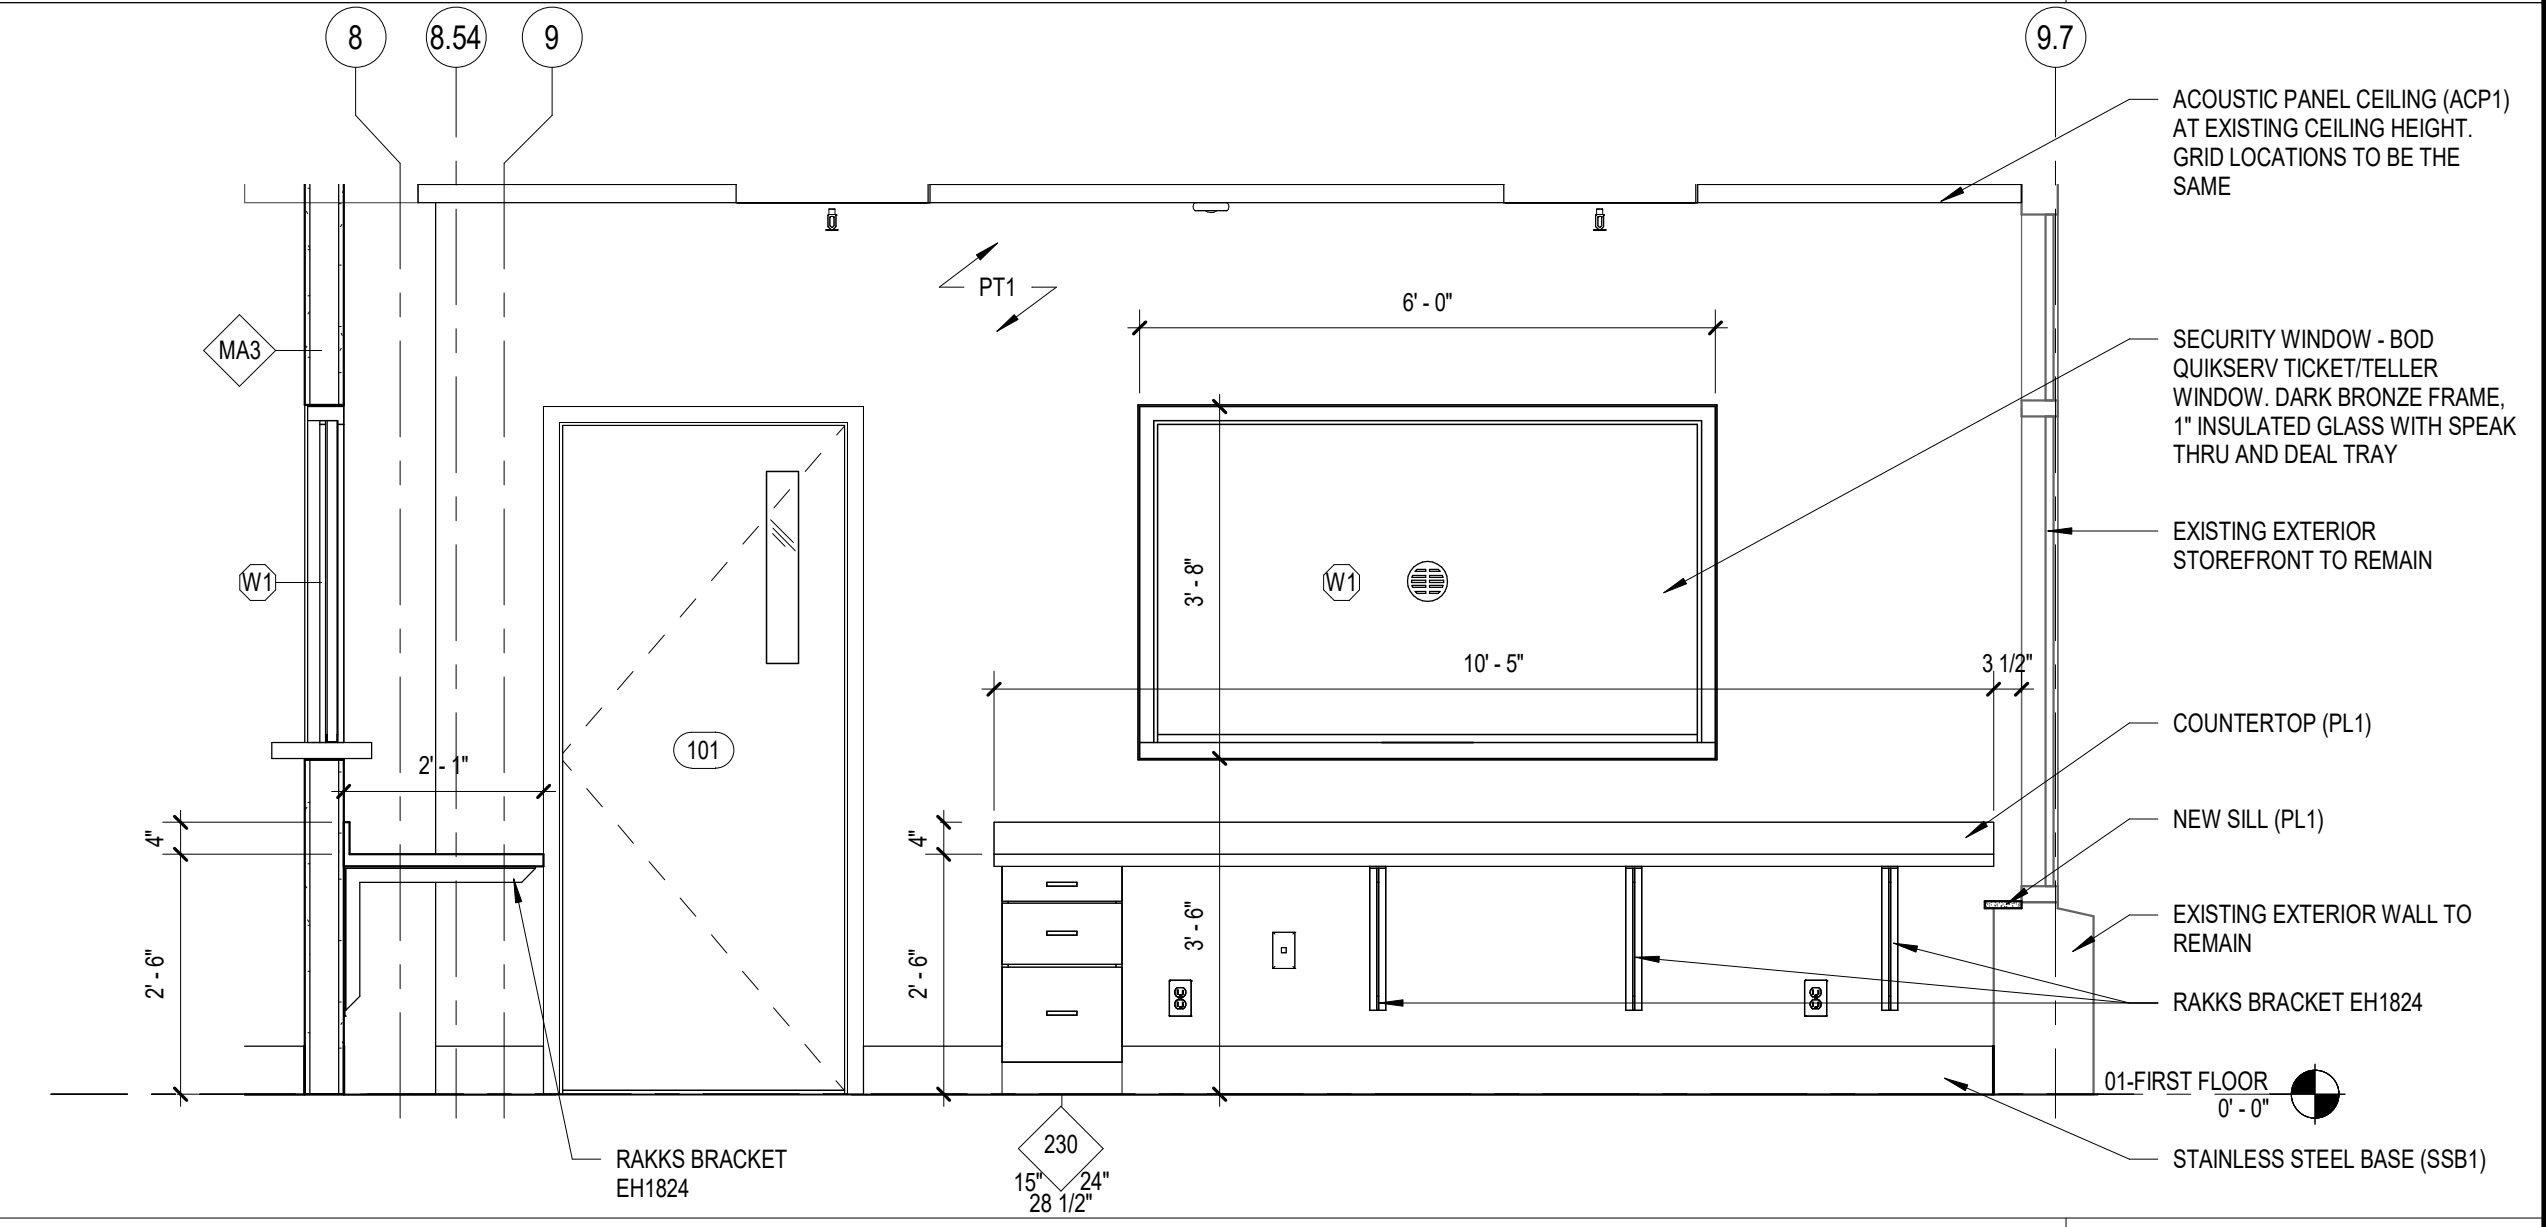 8
8.54
9
9.7
ACOUSTIC PANEL CEILING (ACP1)
AT EXISTING CEILING HEIGHT.
GRID LOCATIONS TO BE THE
SAME
PT1
6' - 0"
MA3
SECURITY WINDOW - BOD
QUIKSERV TICKET/TELLER
WINDOW. DARK BRONZE FRAME,
1" INSULATED GLASS WITH SPEAK
THRU AND DEAL TRAY
EXISTING EXTERIOR
STOREFRONT TO REMAIN
W1
3' - 8"
W1
10' - 5"
3 1/2"
COUNTERTOP (PL1)
101
2' - 1"
4"
4"
NEW SILL (PL1)
EXISTING EXTERIOR WALL TO
REMAIN
2' - 6"
2' - 6"
3' - 6"
RAKKS BRACKET EH1824
01-FIRST FLOOR
0' - 0"
RAKKS BRACKET
EH1824
230
15" 24"
28 1/2"
STAINLESS STEEL BASE (SSB1)